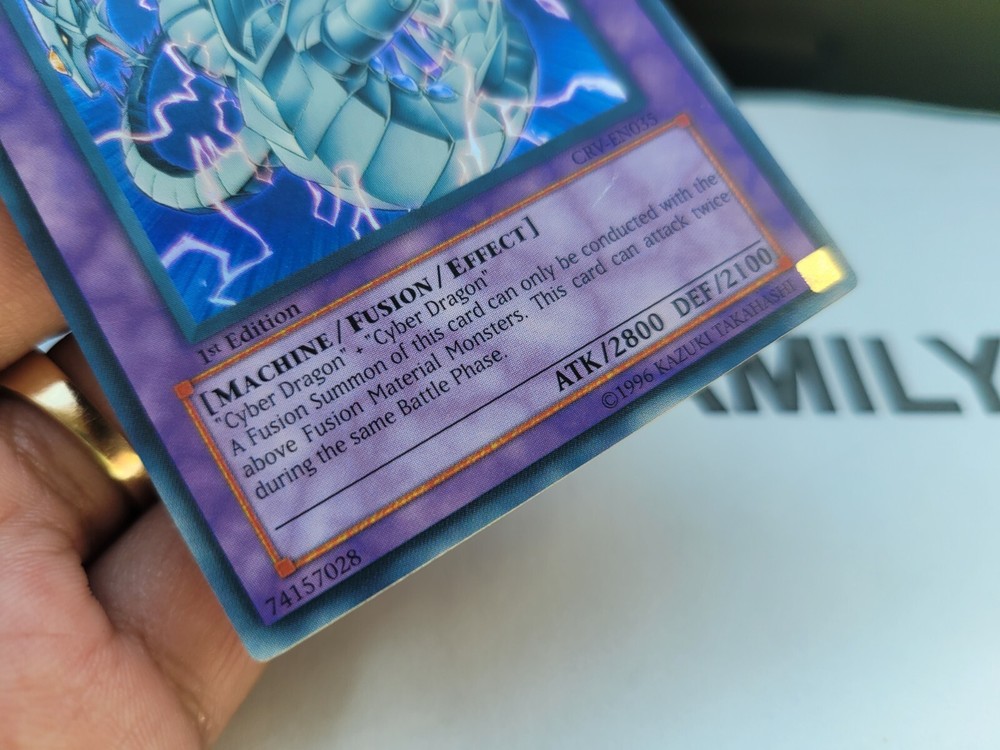 CRV-EN035
1st Edition
[MACHINE/FUSION/EFFECT]
"Cyber Dragon" + "Cyber Dragon"
A Fusion Summon of this card can only be conducted with the
above Fusion Material Monsters. This card can attack twice
during the same Battle Phase.
ATK/2800 DEF/2100
74157028
©1996 KAZUKI TAKAHASHI
AMILY